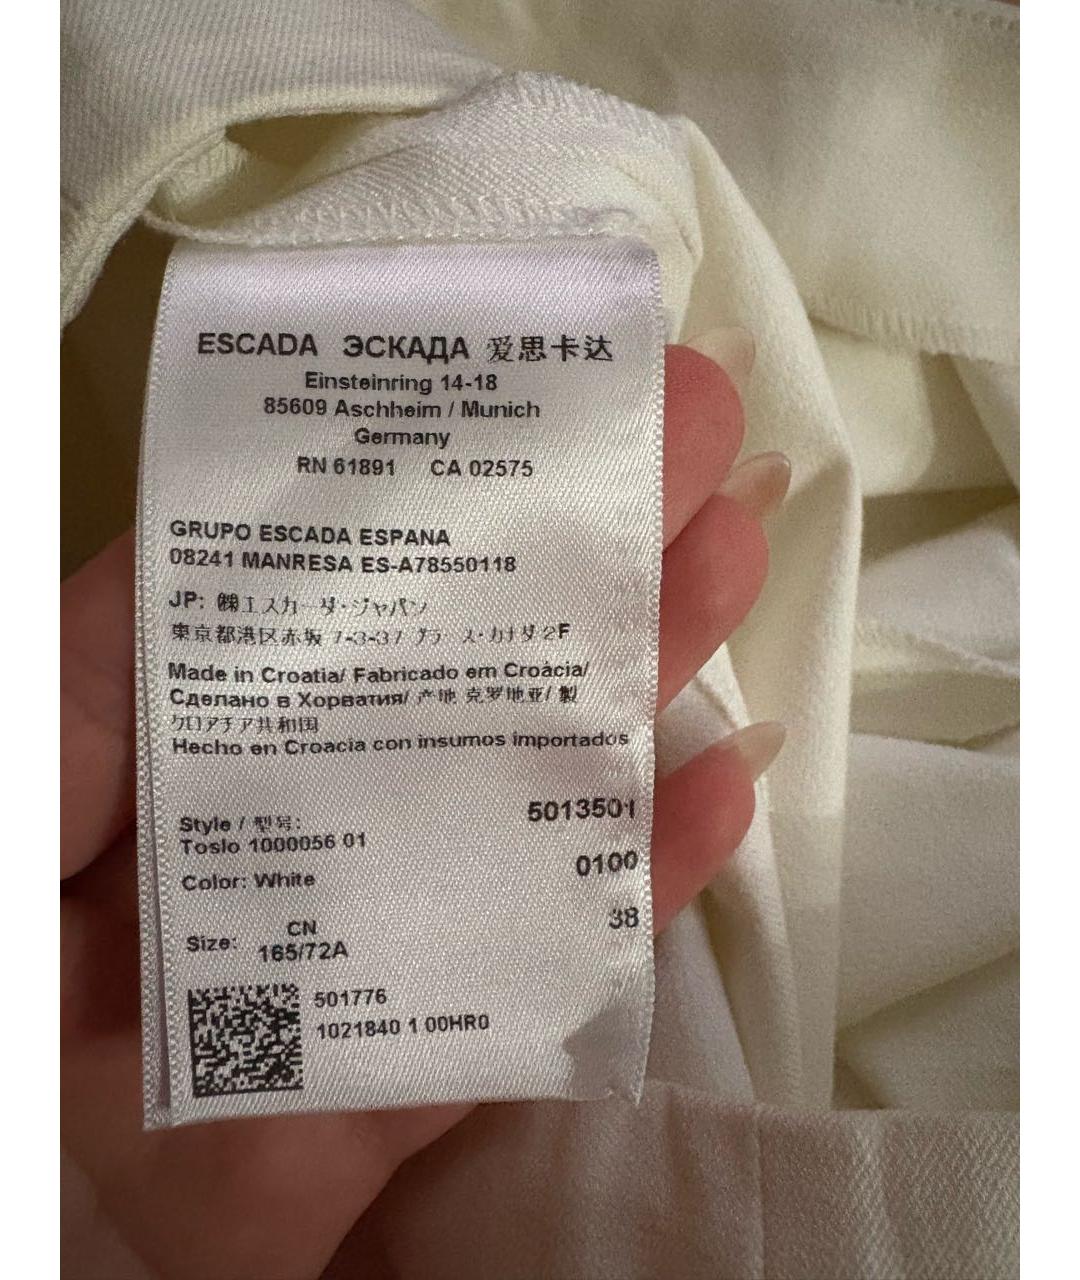 ESCADA ЭСКАДА 爱思卡达
Einsteinring 14-18
85609 Aschheim / Munich
Germany
RN 61891 CA 02575
GRUPO ESCADA ESPANA
08241 MANRESA ES-A78550118
JP: ㈱エスカーダ・ジャパン
東京都港区赤坂 7-3-37 プラース・カナダ 2F
Made in Croatia/ Fabricado em Croácia/
Сделано в Хорватия/ 产地 克罗地亚/ 製
クロアチア共和国
Hecho en Croacia con insumos importados
Style / 型号: 5013501
Toslo 1000056 01
Color: White 0100
Size: CN 38
165/72A
501776
1021840 1 00HR0